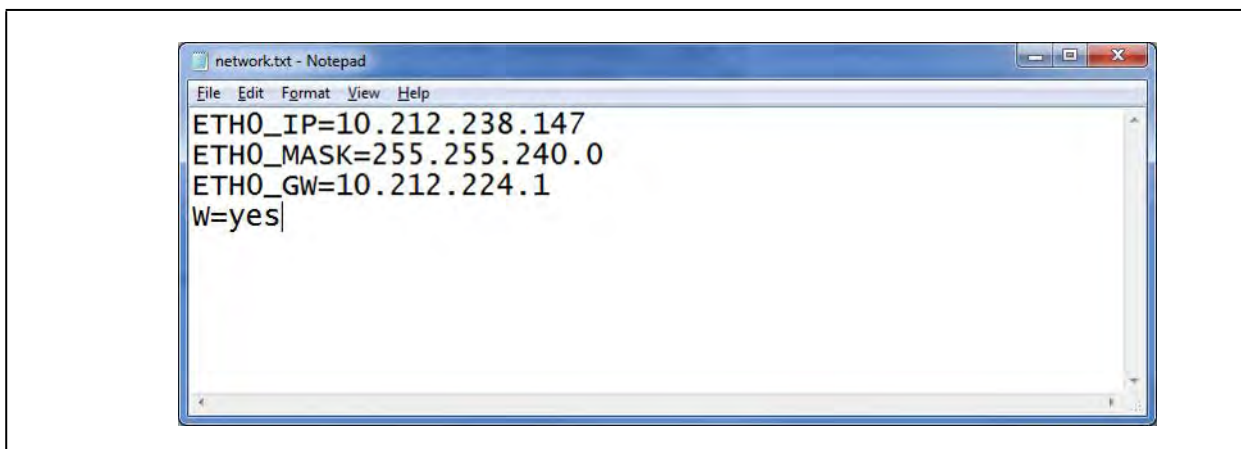 network.txt - Notepad
File Edit Format View Help
ETH0_IP=10.212.238.147
ETH0_MASK=255.255.240.0
ETH0_GW=10.212.224.1
W=yes